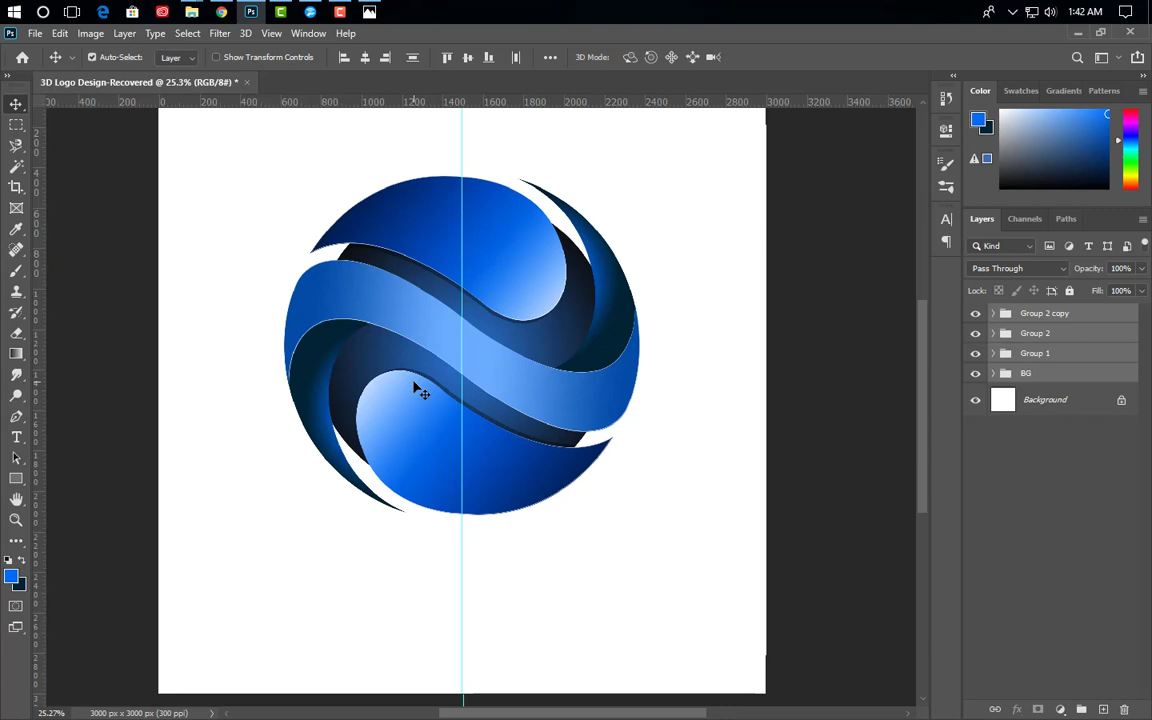 1:42 AM
Ps File Edit Image Layer Type Select Filter 3D View Window Help
Auto-Select: Layer Show Transform Controls 3D Mode:
3D Logo Design-Recovered @ 25.3% (RGB/8#) *
Color Swatches Gradients Patterns
400 200 0 200 400 600 800 1000 1200 1400 1600 1800 2000 2200 2400 2600 2800 3000 3200 3400 3600
Layers Channels Paths
Kind
Pass Through Opacity: 100%
Lock: Fill: 100%
Group 2 copy
Group 2
Group 1
BG
Background
25.27% 3000 px x 3000 px (300 ppi)